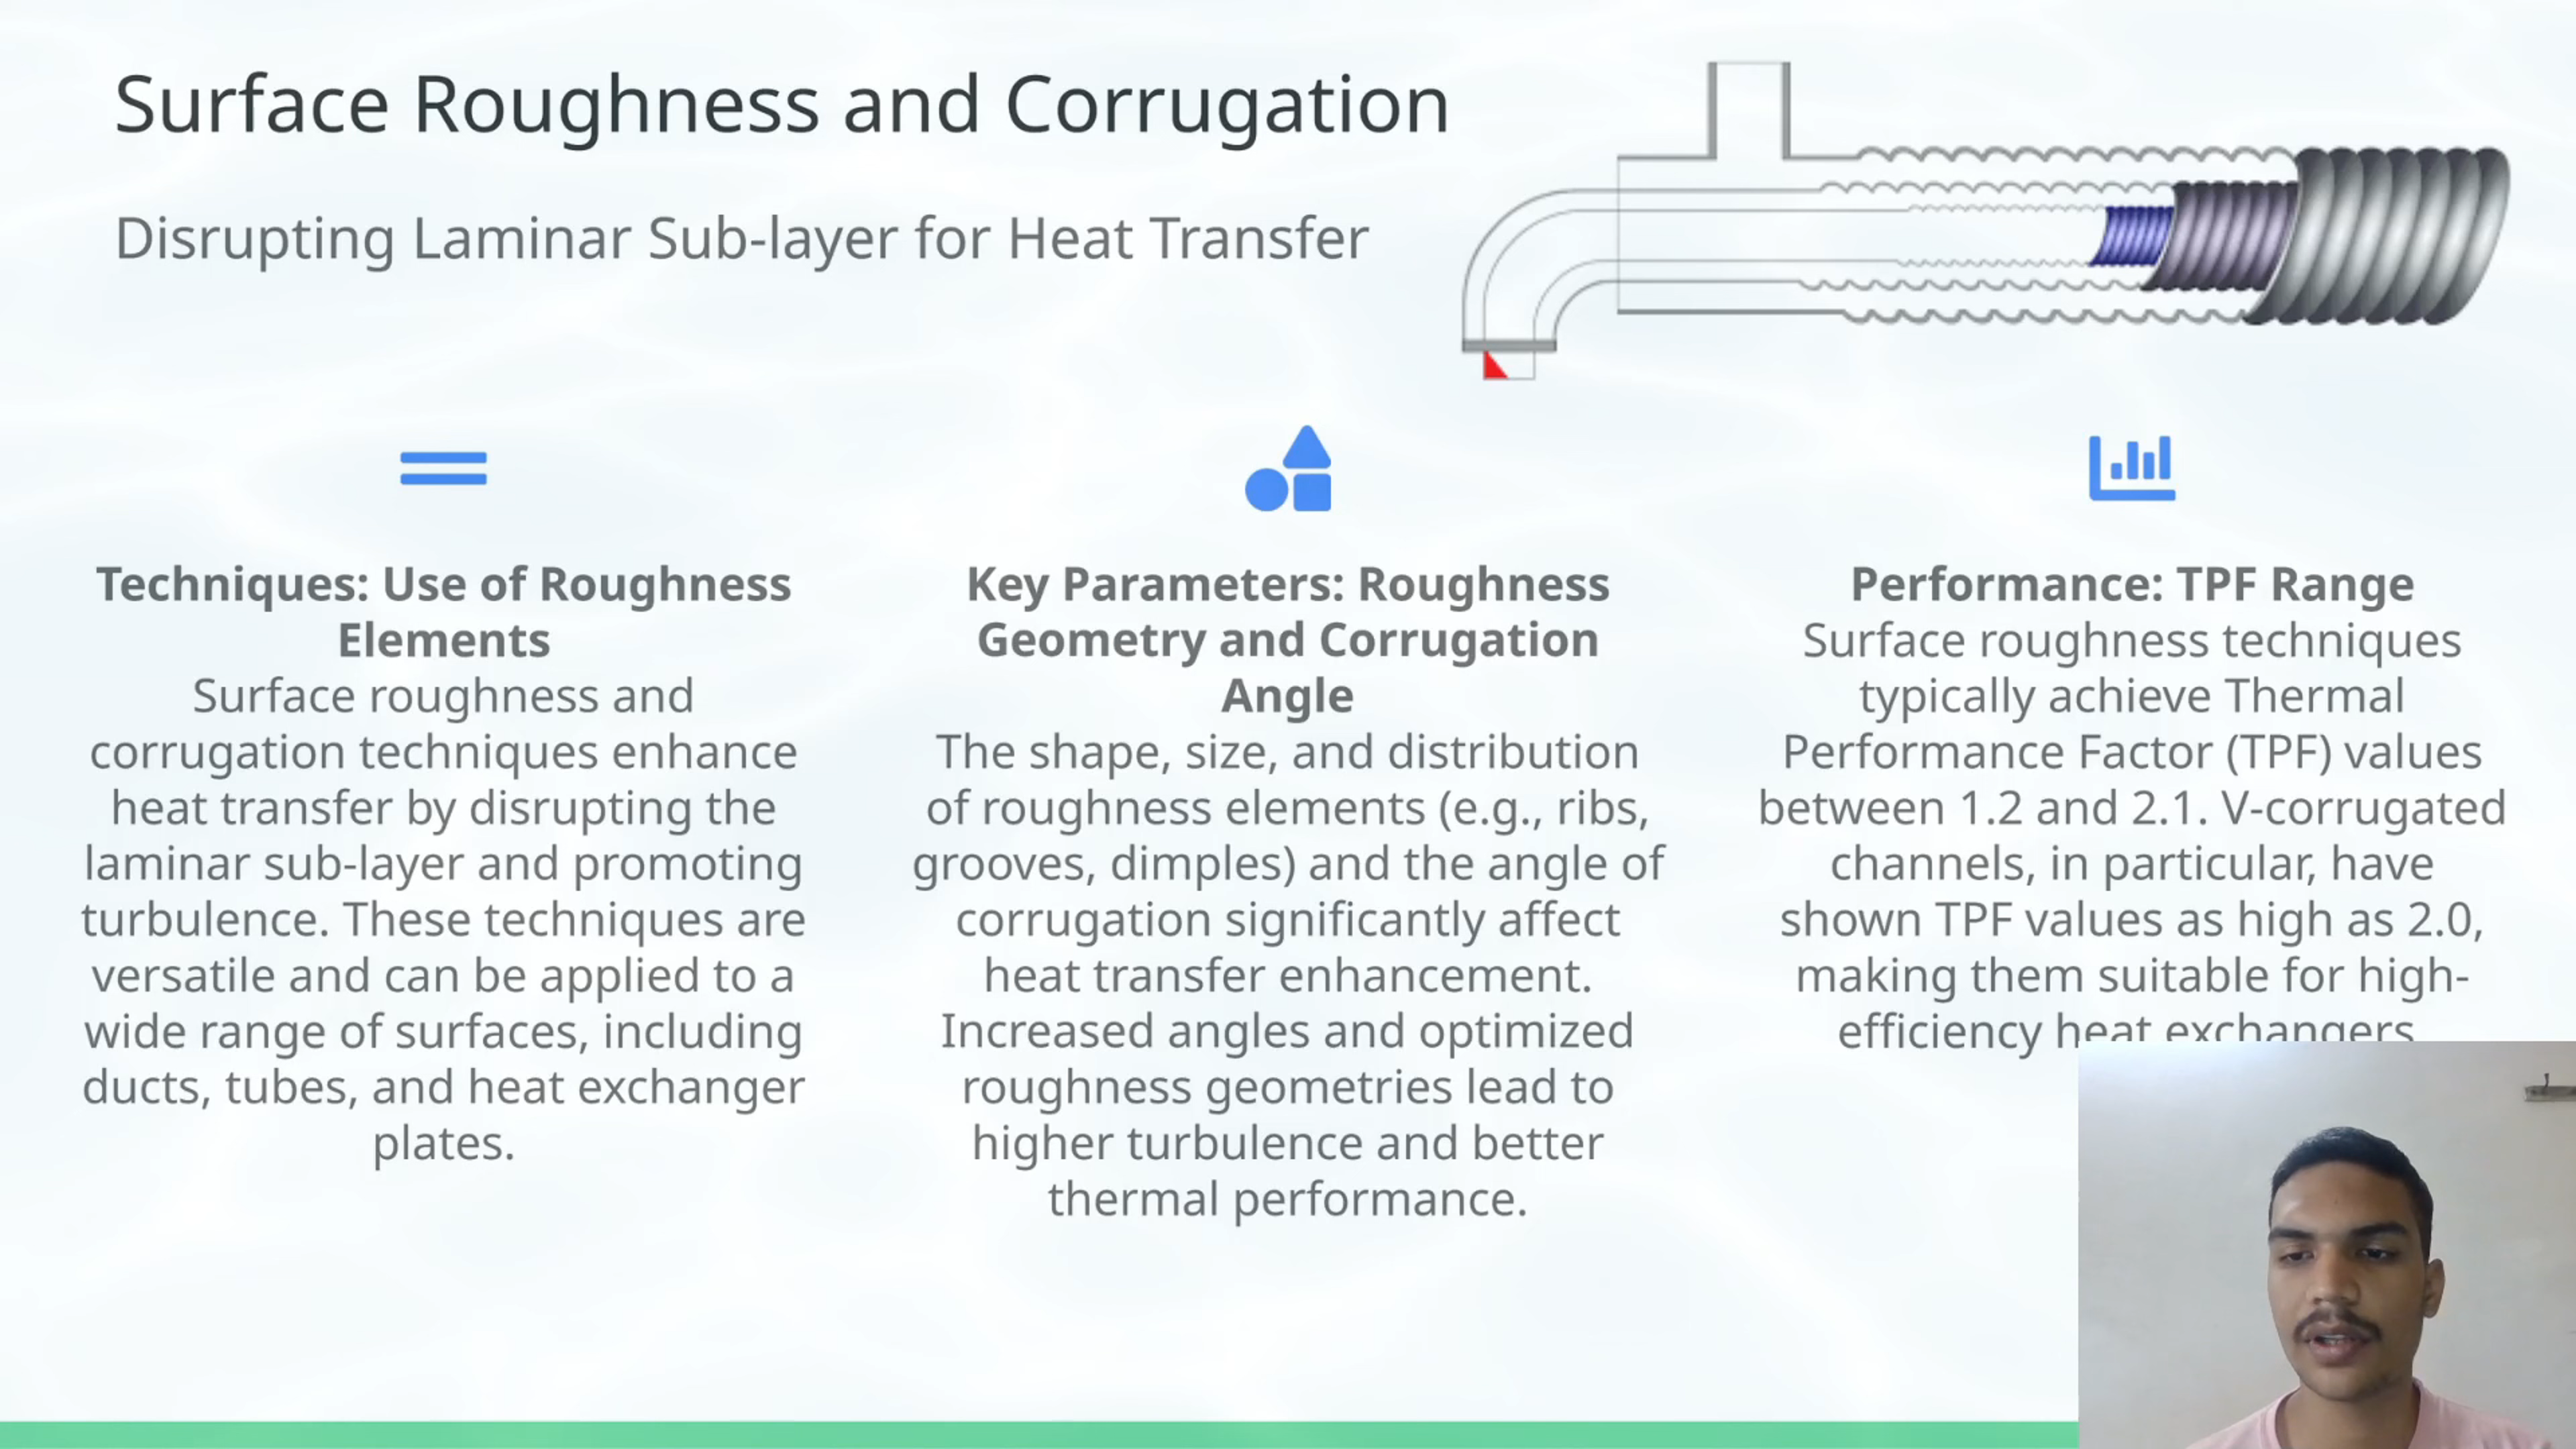 Surface Roughness and Corrugation
Disrupting Laminar Sub-layer for Heat Transfer
Techniques: Use of Roughness
Elements
Surface roughness and
corrugation techniques enhance
heat transfer by disrupting the
laminar sub-layer and promoting
turbulence. These techniques are
versatile and can be applied to a
wide range of surfaces, including
ducts, tubes, and heat exchanger
plates.
Key Parameters: Roughness
Geometry and Corrugation
Angle
The shape, size, and distribution
of roughness elements (e.g., ribs,
grooves, dimples) and the angle of
corrugation significantly affect
heat transfer enhancement.
Increased angles and optimized
roughness geometries lead to
higher turbulence and better
thermal performance.
Performance: TPF Range
Surface roughness techniques
typically achieve Thermal
Performance Factor (TPF) values
between 1.2 and 2.1. V-corrugated
channels, in particular, have
shown TPF values as high as 2.0,
making them suitable for high-
efficiency heat exchangers